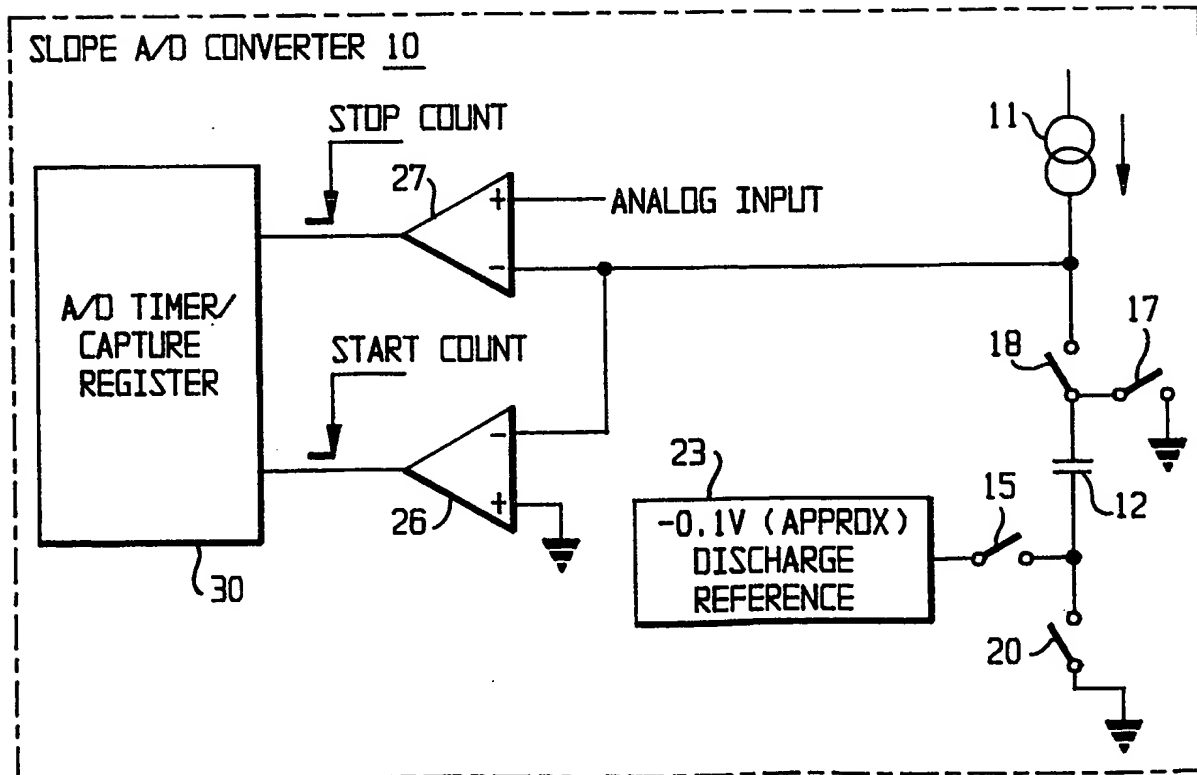 SLOPE A/D CONVERTER 10
STOP COUNT
11
27
+
ANALOG INPUT
-
A/D TIMER/
CAPTURE
REGISTER
START COUNT
18
17
-
+
26
23
-0.1V (APPROX)
DISCHARGE
REFERENCE
15
12
30
20